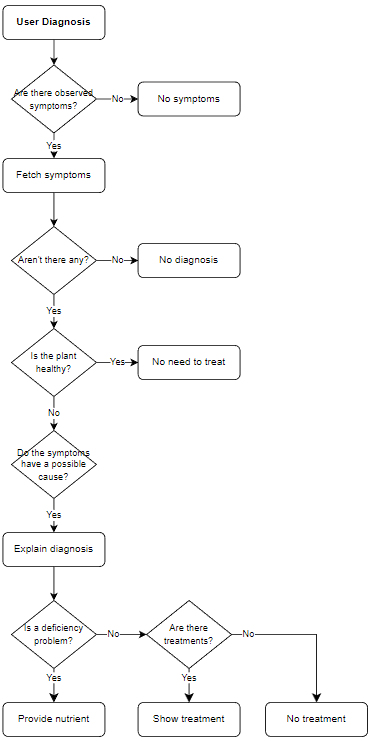 User Diagnosis
Are there observed
symptoms?
No
No symptoms
Yes
Fetch symptoms
Aren't there any?
No
No diagnosis
Yes
Is the plant
healthy?
Yes
No need to treat
No
Do the symptoms
have a possible
cause?
Yes
Explain diagnosis
Is a deficiency
problem?
No
Are there
treatments?
No
Yes
Yes
Provide nutrient
Show treatment
No treatment